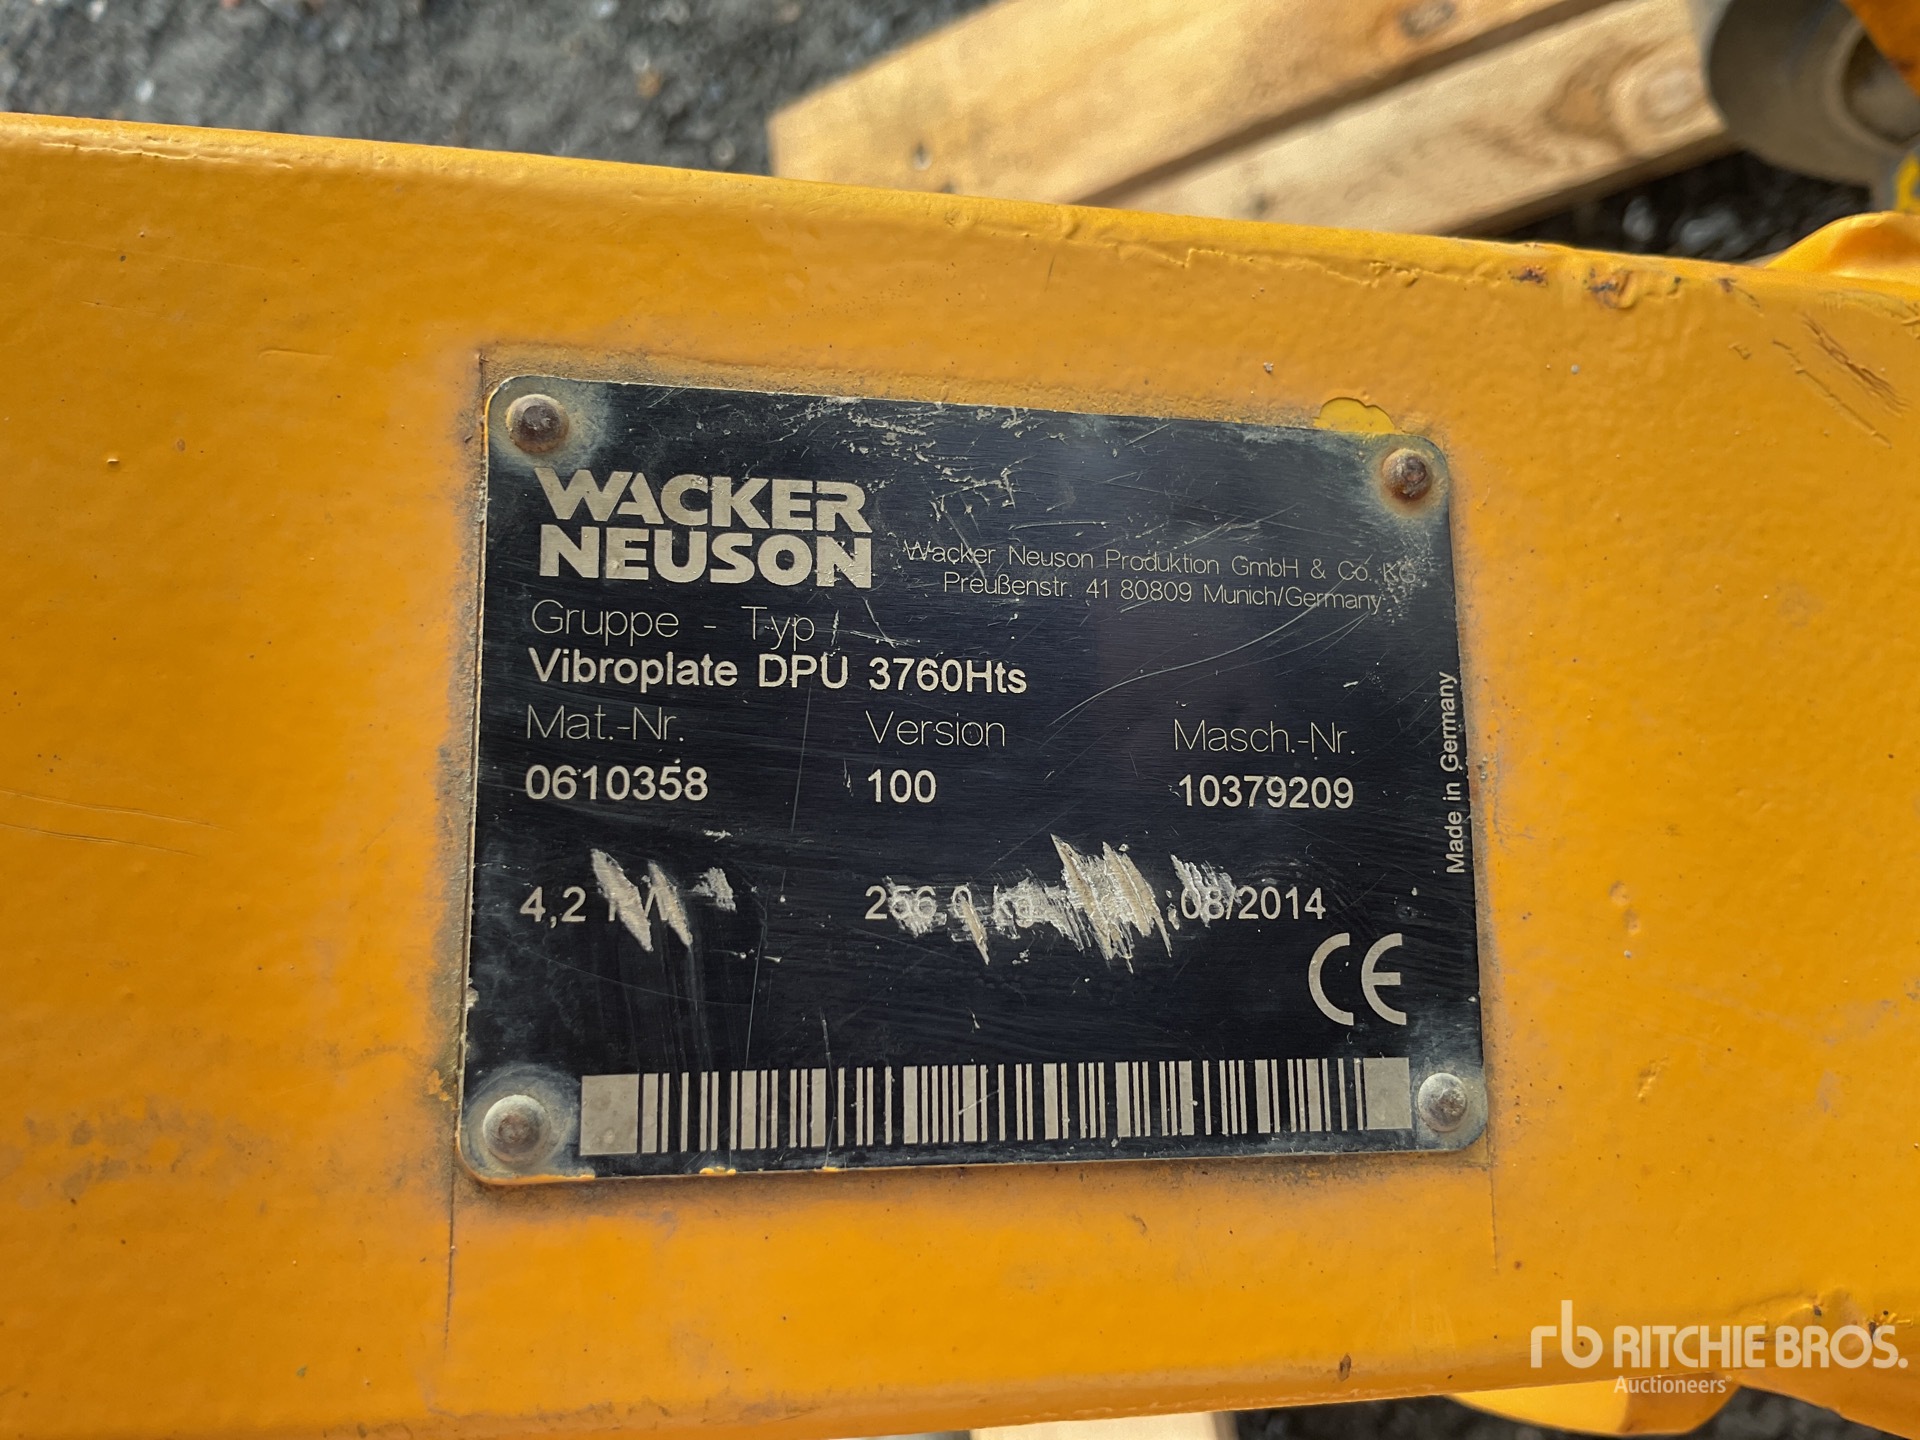 WACKER
NEUSON
Wacker Neuson Produktion GmbH & Co. KG
Preußenstr. 41 80809 Munich/Germany
Gruppe - Typ
Vibroplate DPU 3760Hts
Mat.-Nr. Version Masch.-Nr.
0610358 100 10379209
4,2 08/2014
Made in Germany
CE
rb RITCHIE BROS.
Auctioneers